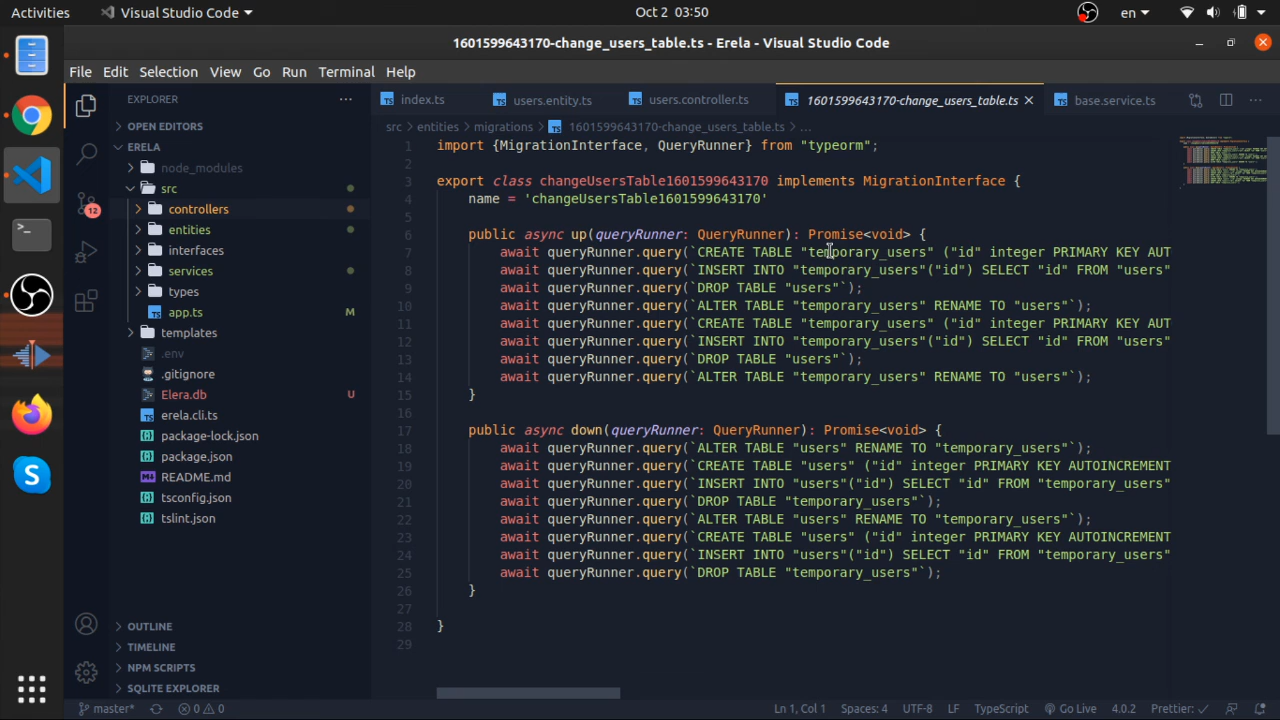 Activities
Visual Studio Code
Oct 2 03:50
en
1601599643170-change_users_table.ts - Erela - Visual Studio Code
File Edit Selection View Go Run Terminal Help
EXPLORER
OPEN EDITORS
ERELA
node_modules
src
controllers
entities
interfaces
services
types
app.ts M
templates
.env
.gitignore
Elera.db U
erela.cli.ts
package-lock.json
package.json
README.md
tsconfig.json
tslint.json
OUTLINE
TIMELINE
NPM SCRIPTS
SQLITE EXPLORER
12
TS index.ts TS users.entity.ts TS users.controller.ts TS 1601599643170-change_users_table.ts TS base.service.ts
src > entities > migrations > TS 1601599643170-change_users_table.ts > ...
1 import {MigrationInterface, QueryRunner} from "typeorm";
2
3 export class changeUsersTable1601599643170 implements MigrationInterface {
4 name = 'changeUsersTable1601599643170'
5
6 public async up(queryRunner: QueryRunner): Promise<void> {
7 await queryRunner.query(`CREATE TABLE "temporary_users" ("id" integer PRIMARY KEY AUT
8 await queryRunner.query(`INSERT INTO "temporary_users"("id") SELECT "id" FROM "users"
9 await queryRunner.query(`DROP TABLE "users"`);
10 await queryRunner.query(`ALTER TABLE "temporary_users" RENAME TO "users"`);
11 await queryRunner.query(`CREATE TABLE "temporary_users" ("id" integer PRIMARY KEY AUT
12 await queryRunner.query(`INSERT INTO "temporary_users"("id") SELECT "id" FROM "users"
13 await queryRunner.query(`DROP TABLE "users"`);
14 await queryRunner.query(`ALTER TABLE "temporary_users" RENAME TO "users"`);
15 }
16
17 public async down(queryRunner: QueryRunner): Promise<void> {
18 await queryRunner.query(`ALTER TABLE "users" RENAME TO "temporary_users"`);
19 await queryRunner.query(`CREATE TABLE "users" ("id" integer PRIMARY KEY AUTOINCREMENT
20 await queryRunner.query(`INSERT INTO "users"("id") SELECT "id" FROM "temporary_users"
21 await queryRunner.query(`DROP TABLE "temporary_users"`);
22 await queryRunner.query(`ALTER TABLE "users" RENAME TO "temporary_users"`);
23 await queryRunner.query(`CREATE TABLE "users" ("id" integer PRIMARY KEY AUTOINCREMENT
24 await queryRunner.query(`INSERT INTO "users"("id") SELECT "id" FROM "temporary_users"
25 await queryRunner.query(`DROP TABLE "temporary_users"`);
26 }
27
28 }
29
master* 0 0 Ln 1, Col 1 Spaces: 4 UTF-8 LF TypeScript Go Live 4.0.2 Prettier: ✓